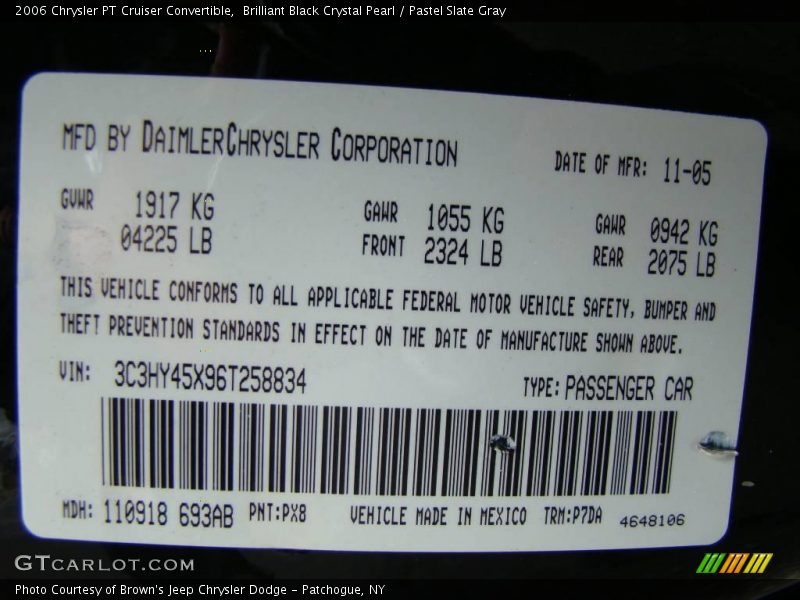 2006 Chrysler PT Cruiser Convertible,  Brilliant Black Crystal Pearl / Pastel Slate Gray
MFD BY DAIMLERCHRYSLER CORPORATION
DATE OF MFR: 11-05
GVWR 1917 KG GAWR 1055 KG GAWR 0942 KG
04225 LB FRONT 2324 LB REAR 2075 LB
THIS VEHICLE CONFORMS TO ALL APPLICABLE FEDERAL MOTOR VEHICLE SAFETY, BUMPER AND
THEFT PREVENTION STANDARDS IN EFFECT ON THE DATE OF MANUFACTURE SHOWN ABOVE.
VIN: 3C3HY45X96T258834 TYPE: PASSENGER CAR
MDH: 110918 693AB PNT:PX8 VEHICLE MADE IN MEXICO TRM:P7DA 4648106
GTCARLOT.COM
Photo Courtesy of Brown's Jeep Chrysler Dodge - Patchogue, NY